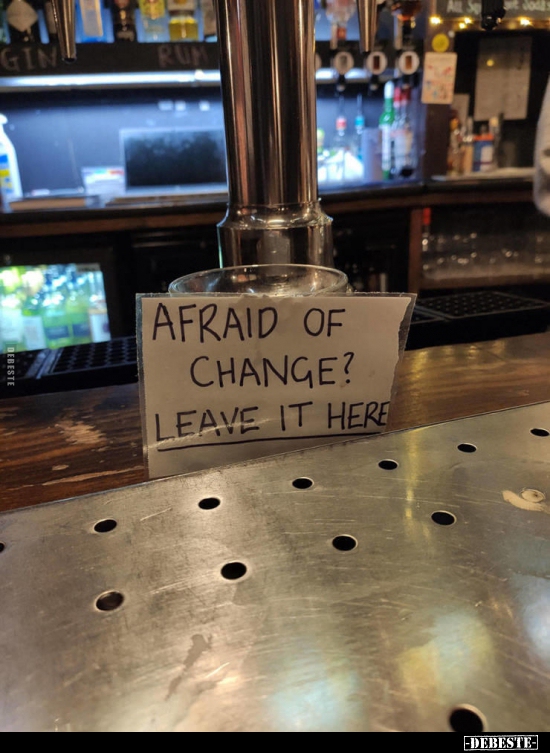 GIN
RUM
AFRAID OF
CHANGE?
LEAVE IT HERE
DEBESTE
-DEBESTE-